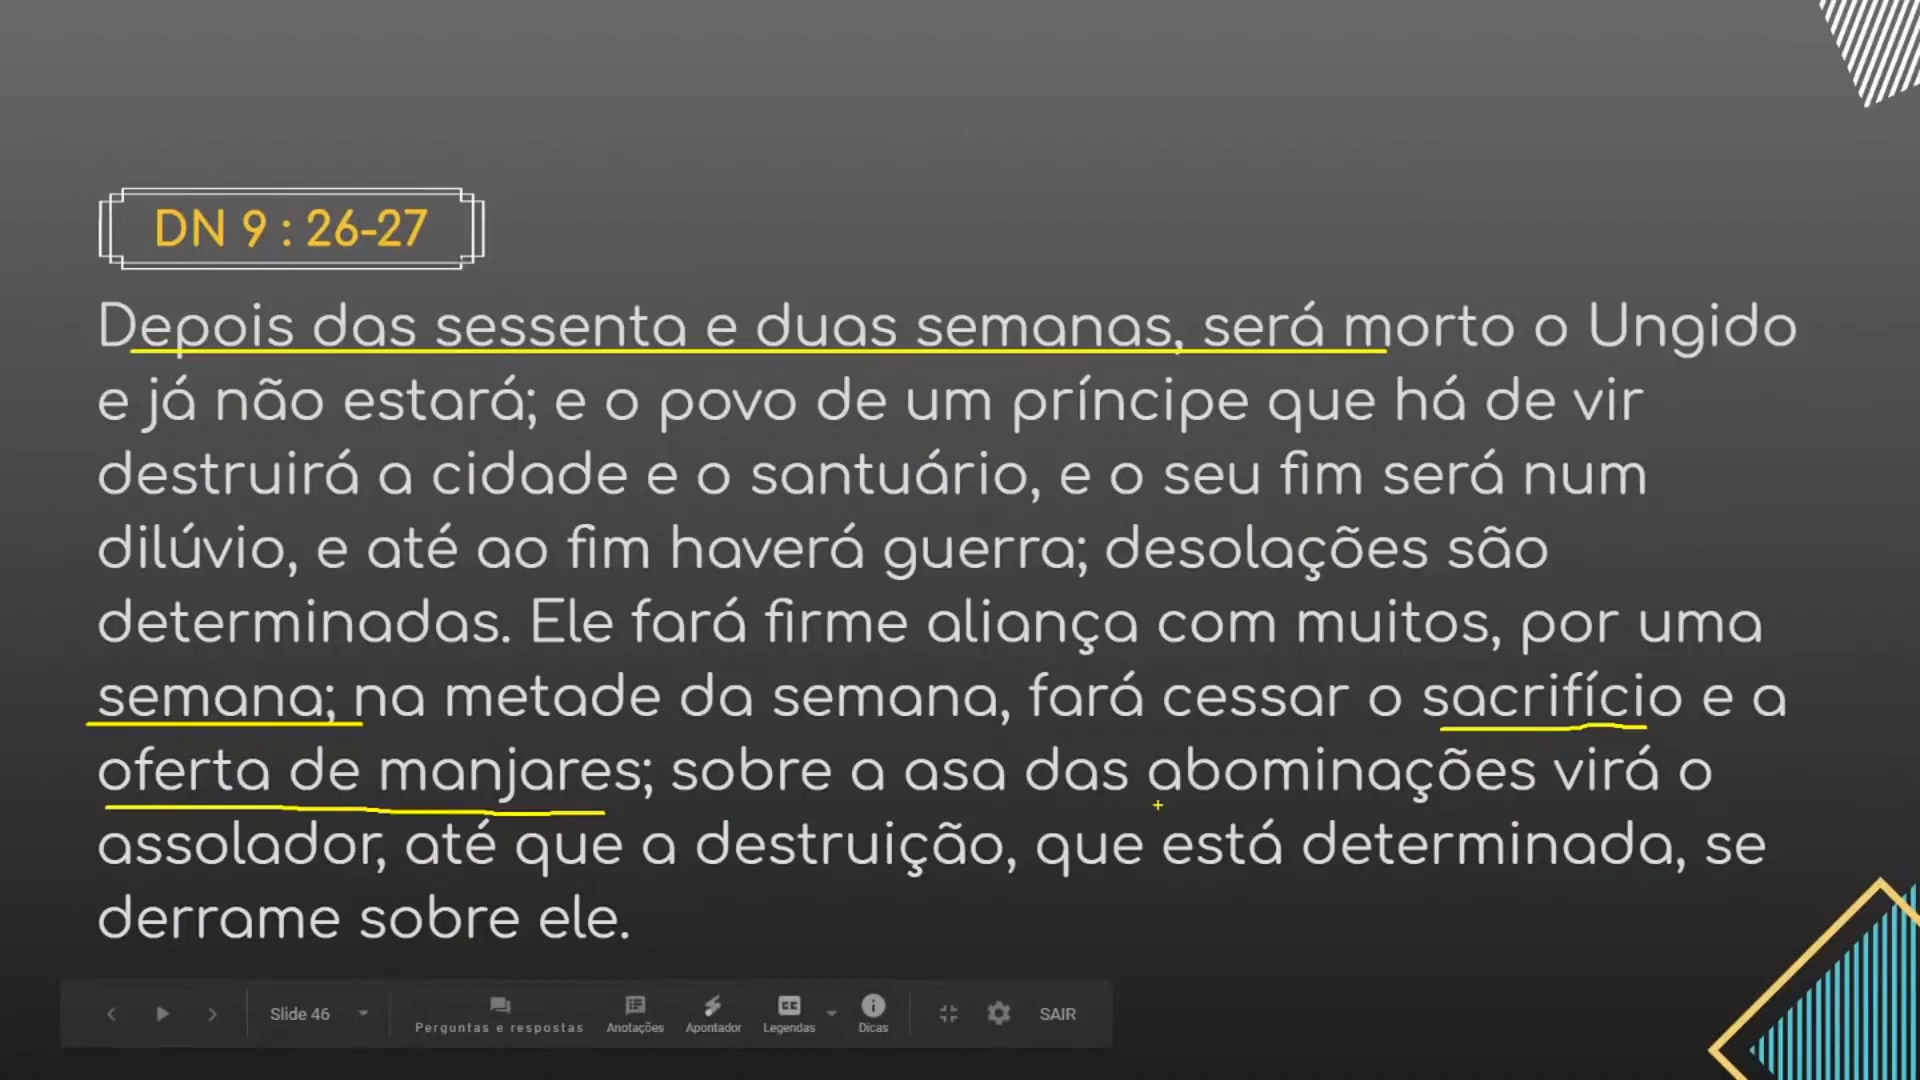 DN 9 : 26-27
Depois das sessenta e duas semanas, será morto o Ungido
e já não estará; e o povo de um príncipe que há de vir
destruirá a cidade e o santuário, e o seu fim será num
dilúvio, e até ao fim haverá guerra; desolações são
determinadas. Ele fará firme aliança com muitos, por uma
semana; na metade da semana, fará cessar o sacrifício e a
oferta de manjares; sobre a asa das abominações virá o
assolador, até que a destruição, que está determinada, se
derrame sobre ele.
Slide 46
Perguntas e respostas
Anotações
Apontador
CC
Legendas
Dicas
SAIR